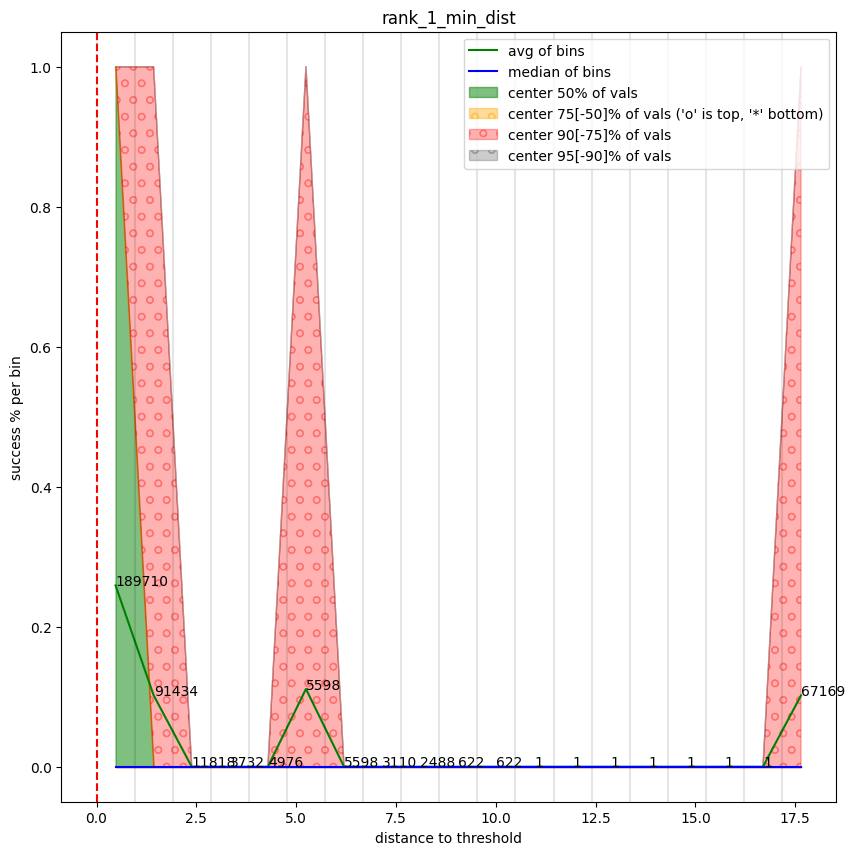 rank_1_min_dist
avg of bins
median of bins
center 50% of vals
center 75[-50]% of vals ('o' is top, '*' bottom)
center 90[-75]% of vals
center 95[-90]% of vals
success % per bin
1.0
0.8
0.6
0.4
0.2
0.0
189710
91434
11818
3732
4976
5598
5598
3110
2488
622
622
1
1
1
1
1
1
1
67169
0.0 2.5 5.0 7.5 10.0 12.5 15.0 17.5
distance to threshold